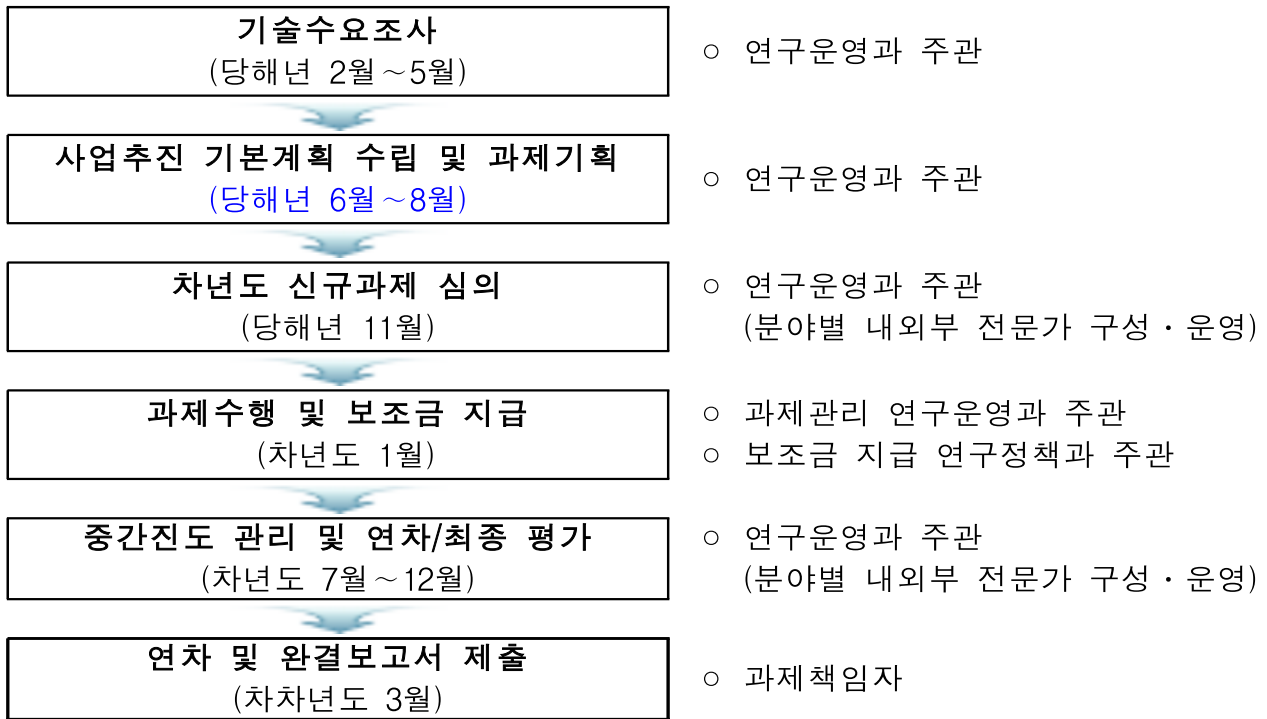 기술수요조사
(당해년 2월～5월)
○ 연구운영과 주관
사업추진 기본계획 수립 및 과제기획
(당해년 6월～8월)
○ 연구운영과 주관
차년도 신규과제 심의
(당해년 11월)
○ 연구운영과 주관
(분야별 내외부 전문가 구성·운영)
과제수행 및 보조금 지급
(차년도 1월)
○ 과제관리 연구운영과 주관
○ 보조금 지급 연구정책과 주관
중간진도 관리 및 연차/최종 평가
(차년도 7월～12월)
○ 연구운영과 주관
(분야별 내외부 전문가 구성·운영)
연차 및 완결보고서 제출
(차차년도 3월)
○ 과제책임자